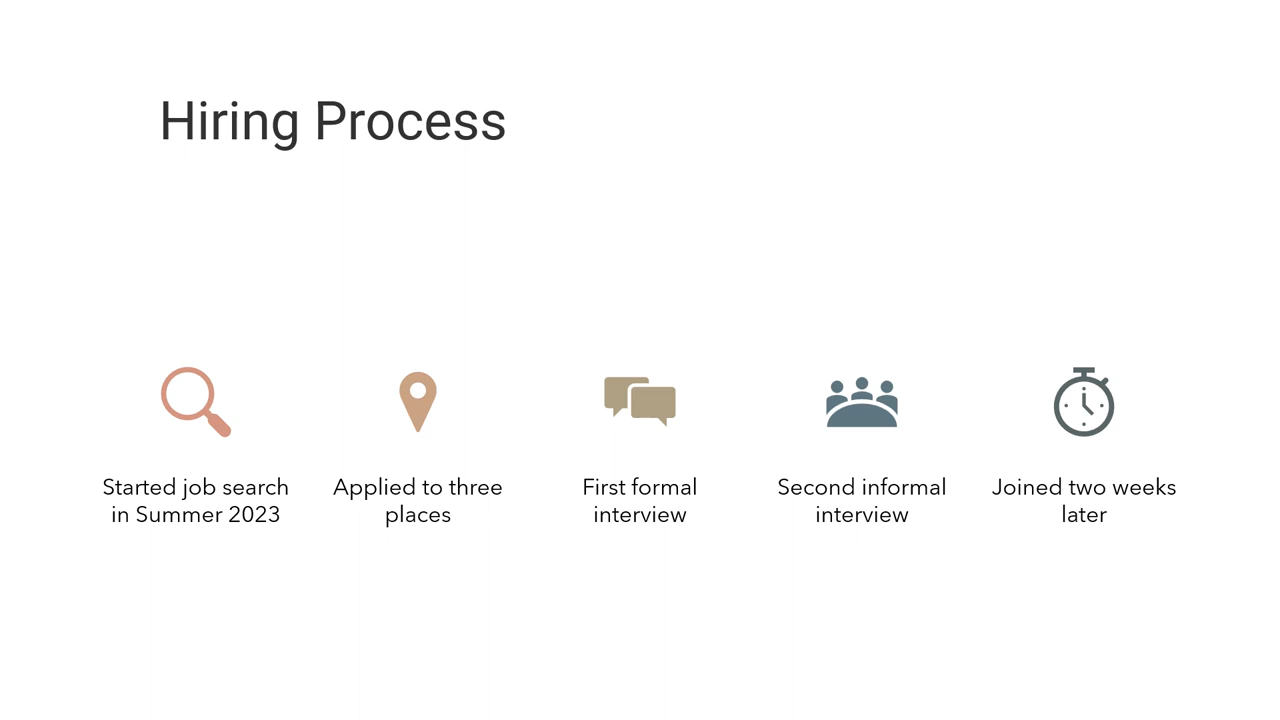 Hiring Process
Started job search
in Summer 2023
Applied to three
places
First formal
interview
Second informal
interview
Joined two weeks
later